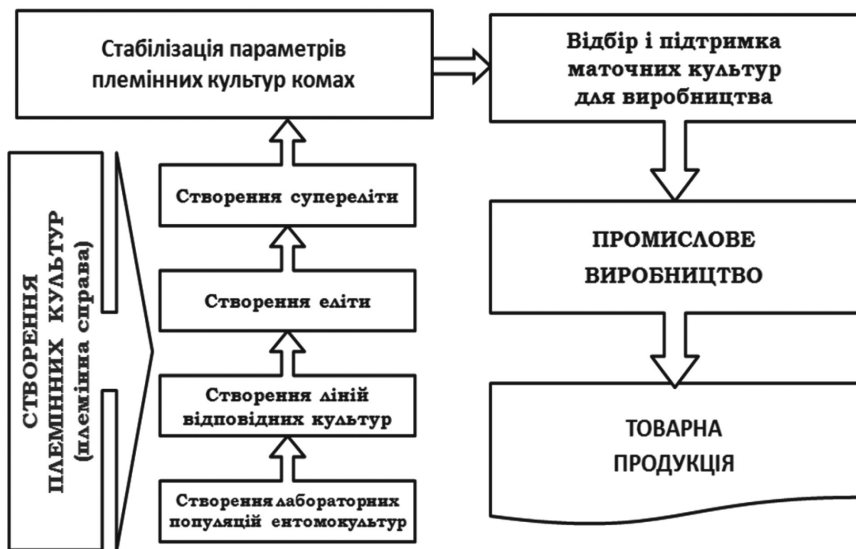 Стабілізація параметрів
племінних культур комах
Відбір і підтримка
маточних культур
для виробництва
СТВОРЕННЯ
ПЛЕМІННИХ КУЛЬТУР
(племінна справа)
Створення супереліти
Створення еліти
Створення ліній
відповідних культур
Створення лабораторних
популяцій ентомокультур
ПРОМИСЛОВЕ
ВИРОБНИЦТВО
ТОВАРНА
ПРОДУКЦІЯ